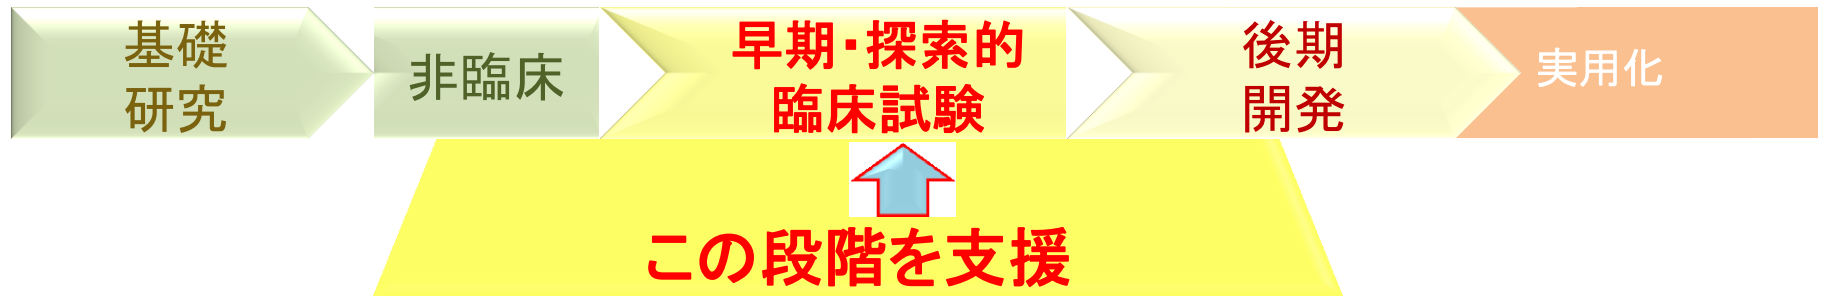 基礎
研究
非臨床
早期・探索的
臨床試験
後期
開発
実用化
この段階を支援